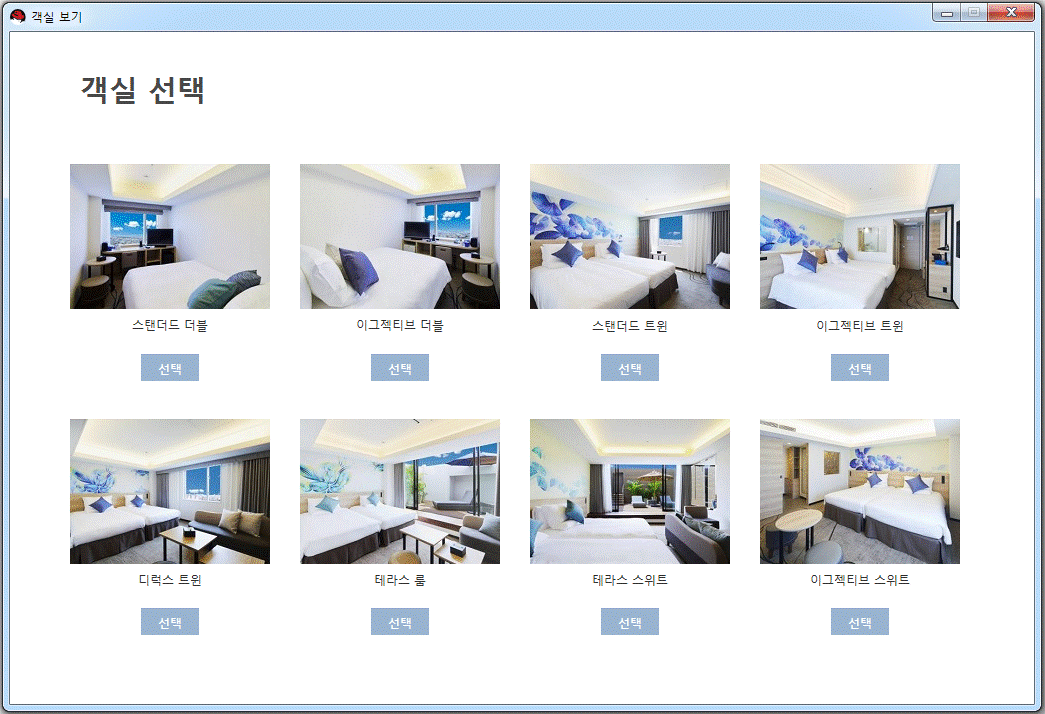 객실 보기
객실 선택
스탠더드 더블
이그젝티브 더블
스탠더드 트윈
이그젝티브 트윈
선택
선택
선택
선택
디럭스 트윈
테라스 룸
테라스 스위트
이그젝티브 스위트
선택
선택
선택
선택